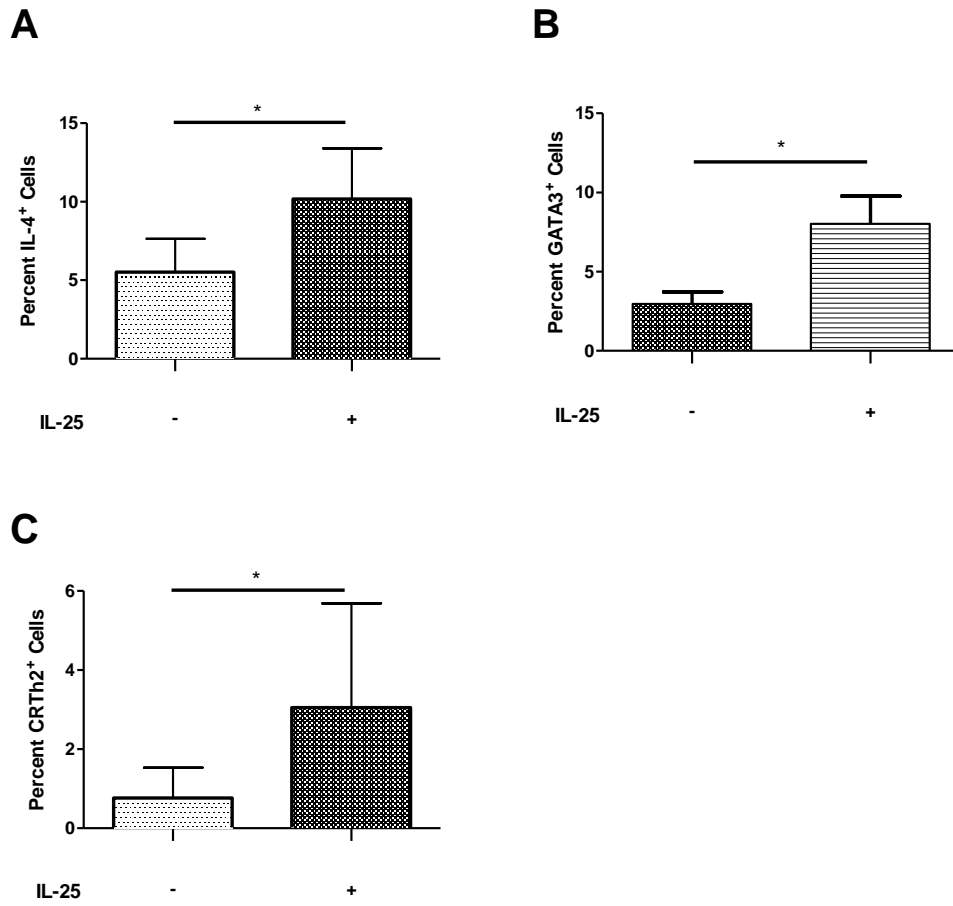 A
Percent IL-4⁺ Cells
15
10
5
0
*
IL-25 - +
B
Percent GATA3⁺ Cells
15
10
5
0
*
IL-25 - +
C
Percent CRTh2⁺ Cells
6
4
2
0
*
IL-25 - +